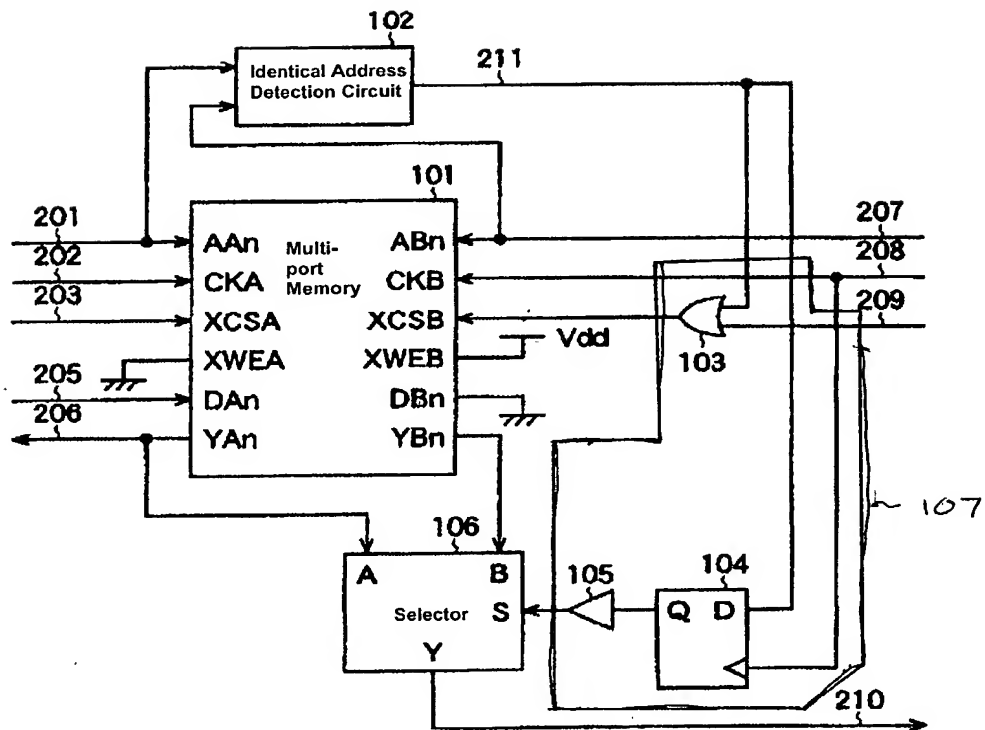 102
Identical Address
Detection Circuit
211
101
201
202
203
205
206
AAn
CKA
XCSA
XWEA
DAn
YAn
Multi-
port
Memory
ABn
CKB
XCSB
XWEB
DBn
YBn
207
208
209
103
Vdd
107
106
A
B
Selector
S
Y
105
104
Q
D
210